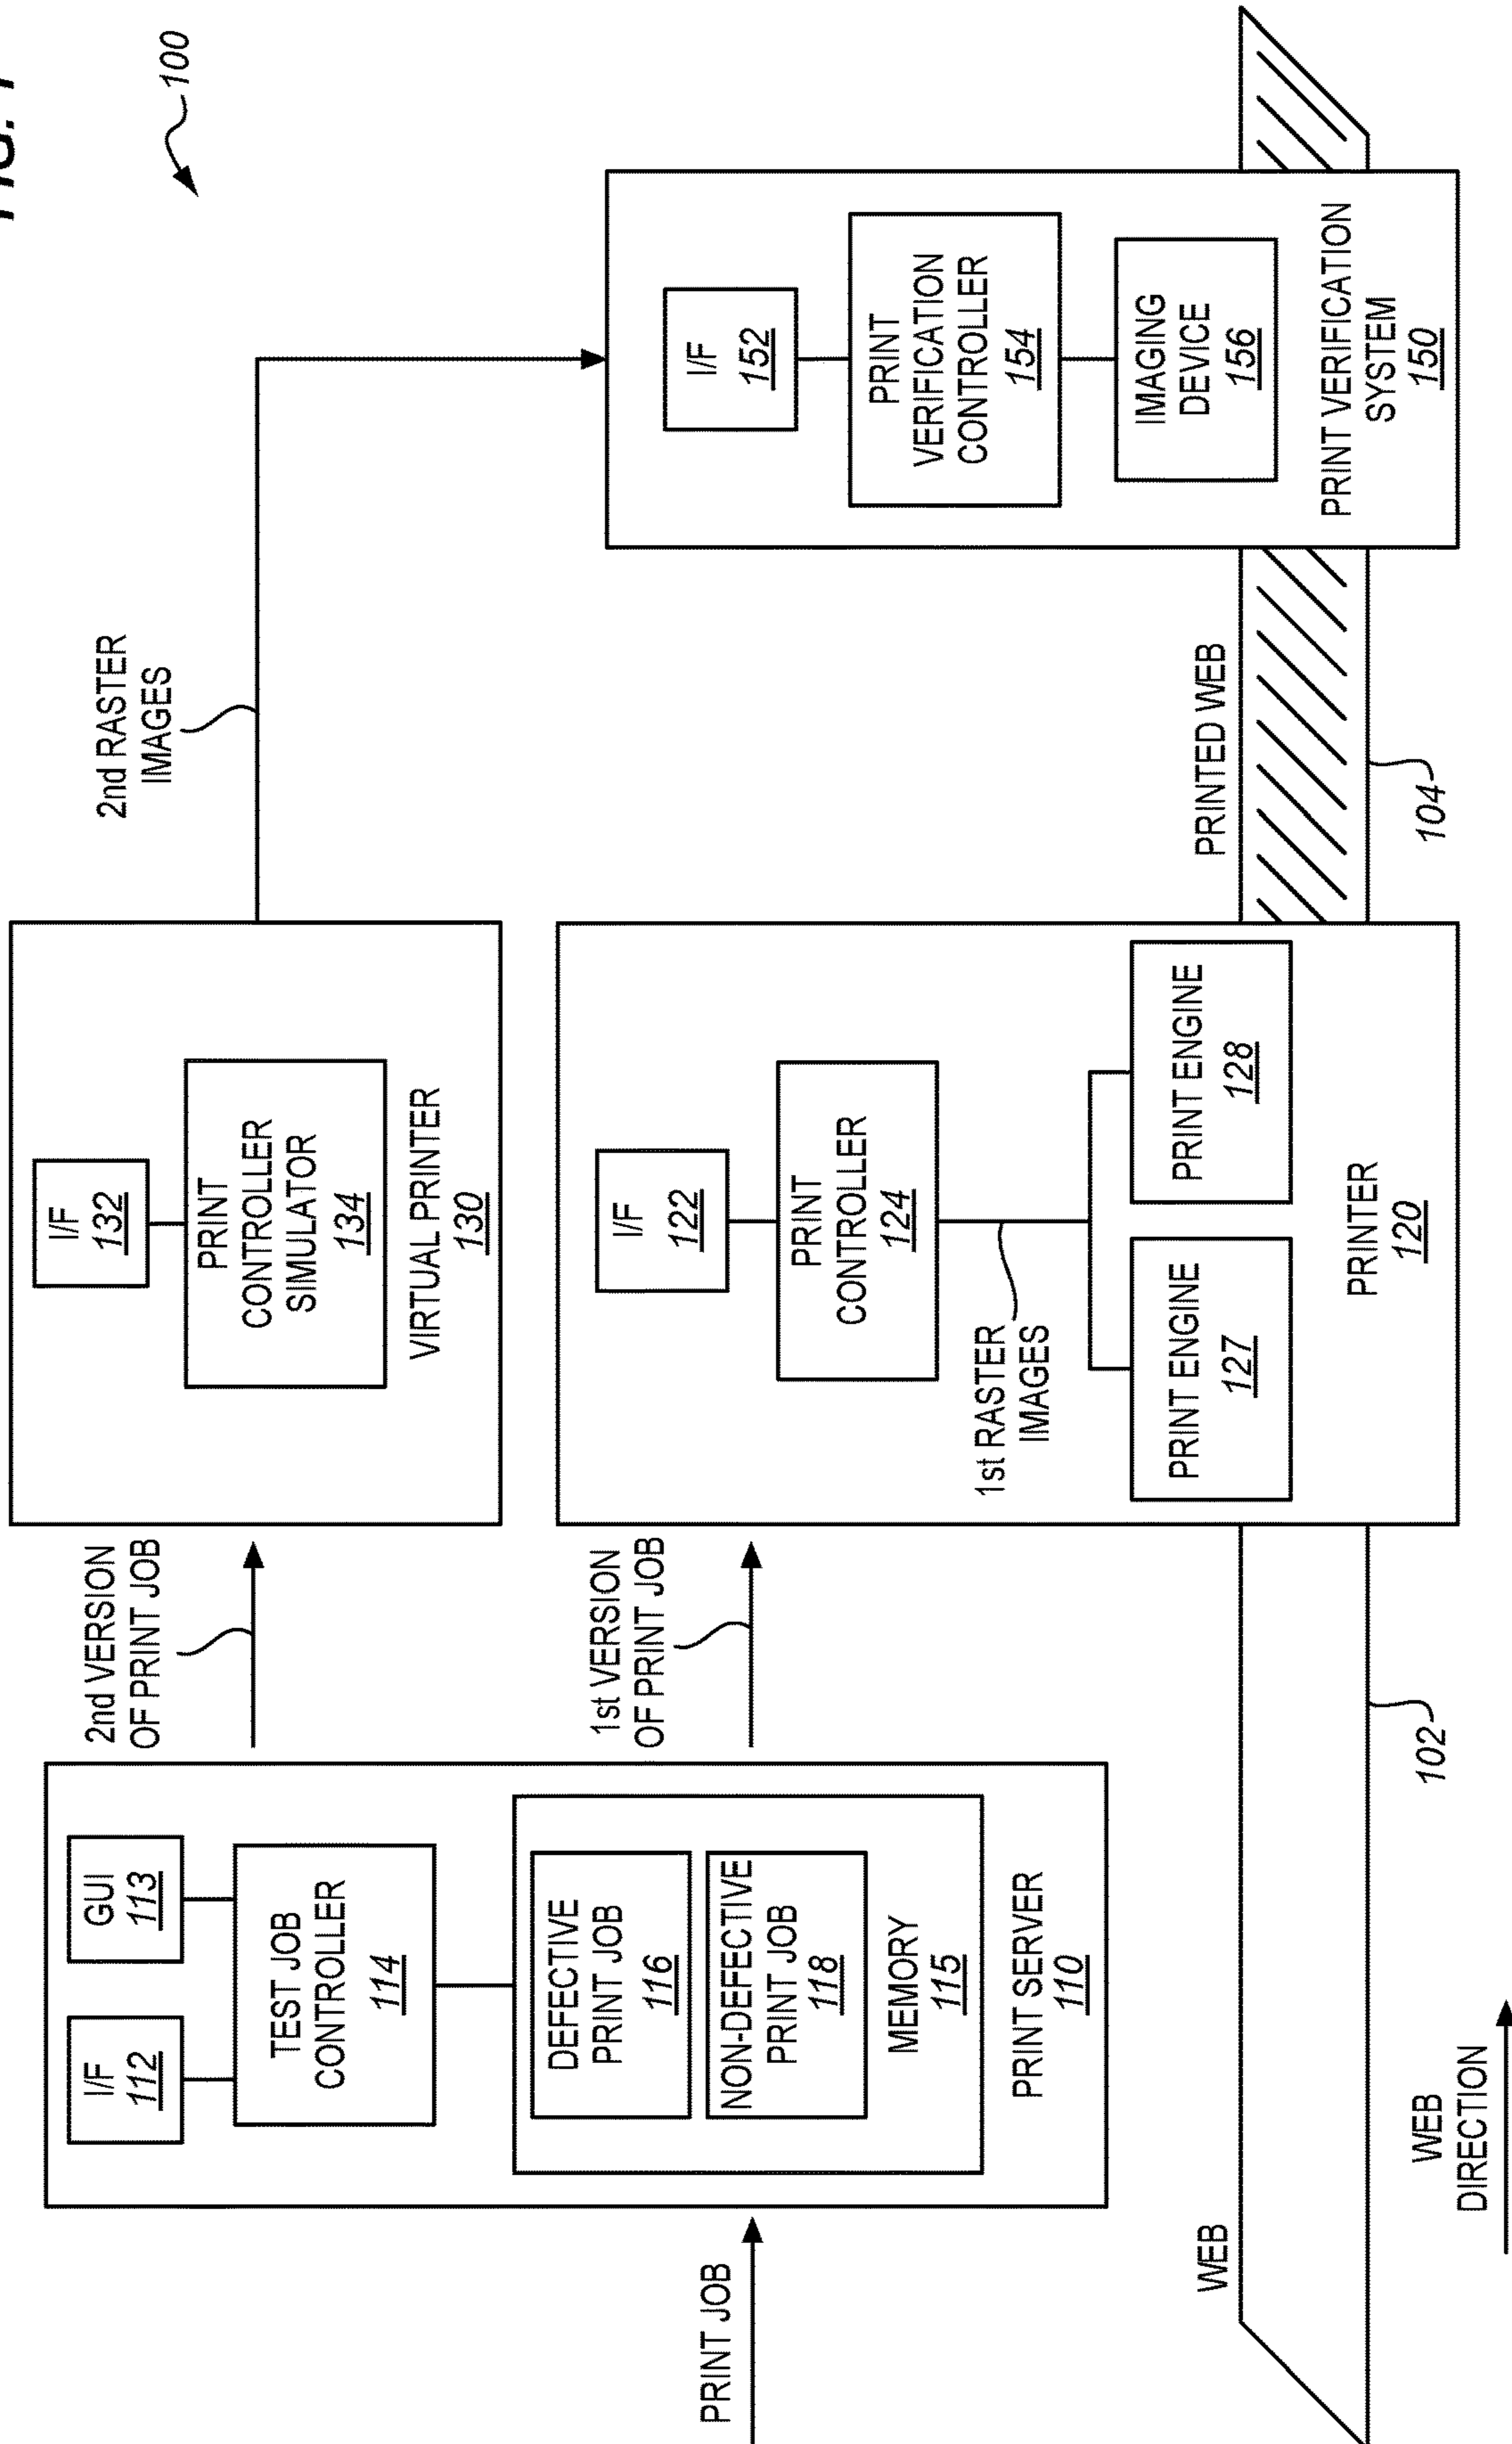 FIG. 1
100
PRINT JOB
I/F
112
GUI
113
TEST JOB
CONTROLLER
114
DEFECTIVE
PRINT JOB
116
NON-DEFECTIVE
PRINT JOB
118
MEMORY
115
PRINT SERVER
110
2nd VERSION
OF PRINT JOB
1st VERSION
OF PRINT JOB
I/F
132
PRINT
CONTROLLER
SIMULATOR
134
VIRTUAL PRINTER
130
I/F
122
PRINT
CONTROLLER
124
1st RASTER
IMAGES
PRINT ENGINE
127
PRINT ENGINE
128
PRINTER
120
2nd RASTER
IMAGES
I/F
152
PRINT
VERIFICATION
CONTROLLER
154
IMAGING
DEVICE
156
PRINT VERIFICATION
SYSTEM
150
WEB
102
PRINTED WEB
104
WEB
DIRECTION